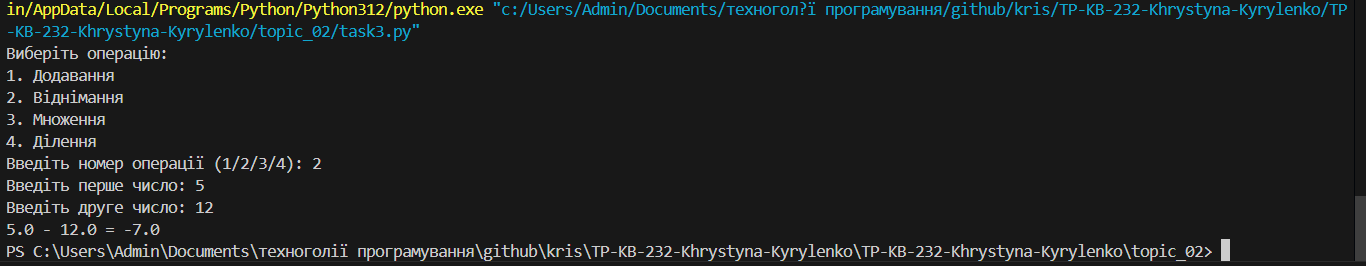 in/AppData/Local/Programs/Python/Python312/python.exe "c:/Users/Admin/Documents/техногол?ї програмування/github/kris/TP-KB-232-Khrystyna-Kyrylenko/TP
-KB-232-Khrystyna-Kyrylenko/topic_02/task3.py"
Виберіть операцію:
1. Додавання
2. Віднімання
3. Множення
4. Ділення
Введіть номер операції (1/2/3/4): 2
Введіть перше число: 5
Введіть друге число: 12
5.0 - 12.0 = -7.0
PS C:\Users\Admin\Documents\техноголії програмування\github\kris\TP-KB-232-Khrystyna-Kyrylenko\TP-KB-232-Khrystyna-Kyrylenko\topic_02>